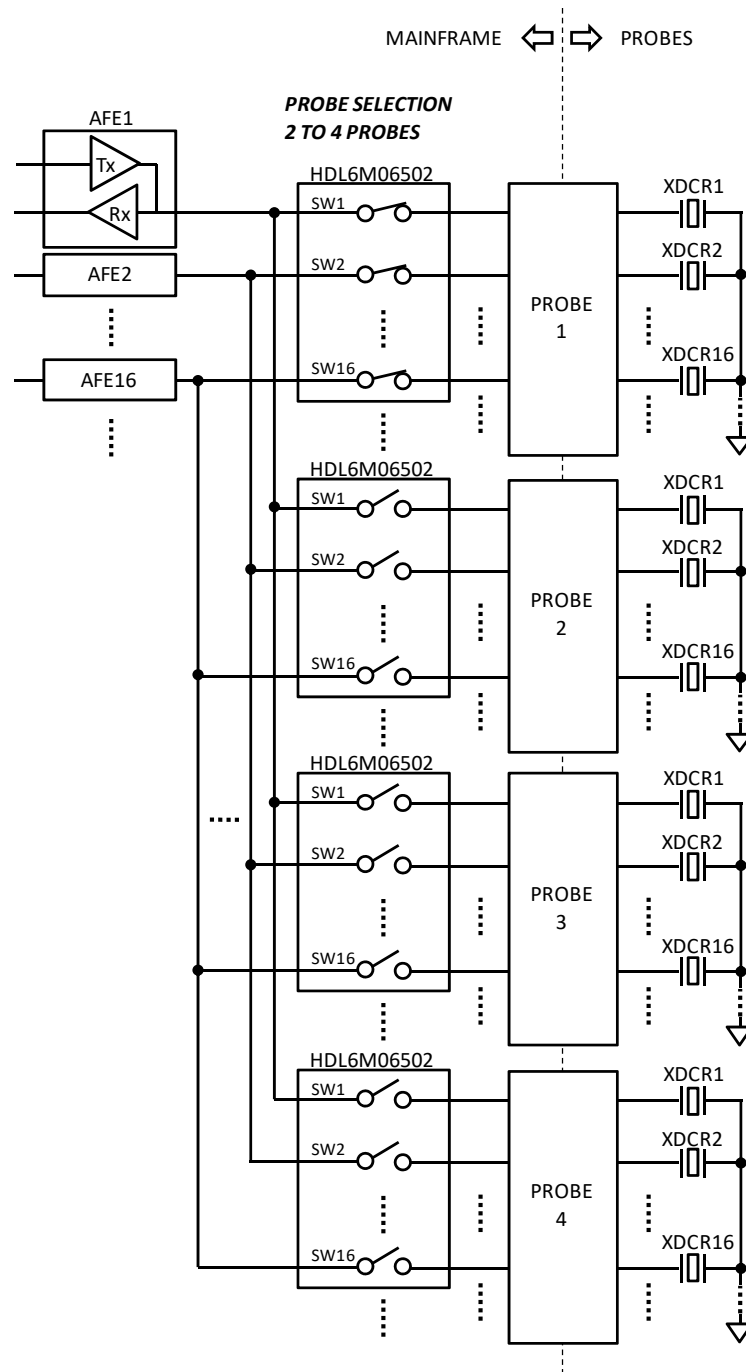 MAINFRAME
PROBES
PROBE SELECTION
2 TO 4 PROBES
AFE1
Tx
Rx
AFE2
AFE16
HDL6M06502
SW1
SW2
SW16
PROBE
1
XDCR1
XDCR2
XDCR16
HDL6M06502
SW1
SW2
SW16
PROBE
2
XDCR1
XDCR2
XDCR16
HDL6M06502
SW1
SW2
SW16
PROBE
3
XDCR1
XDCR2
XDCR16
HDL6M06502
SW1
SW2
SW16
PROBE
4
XDCR1
XDCR2
XDCR16